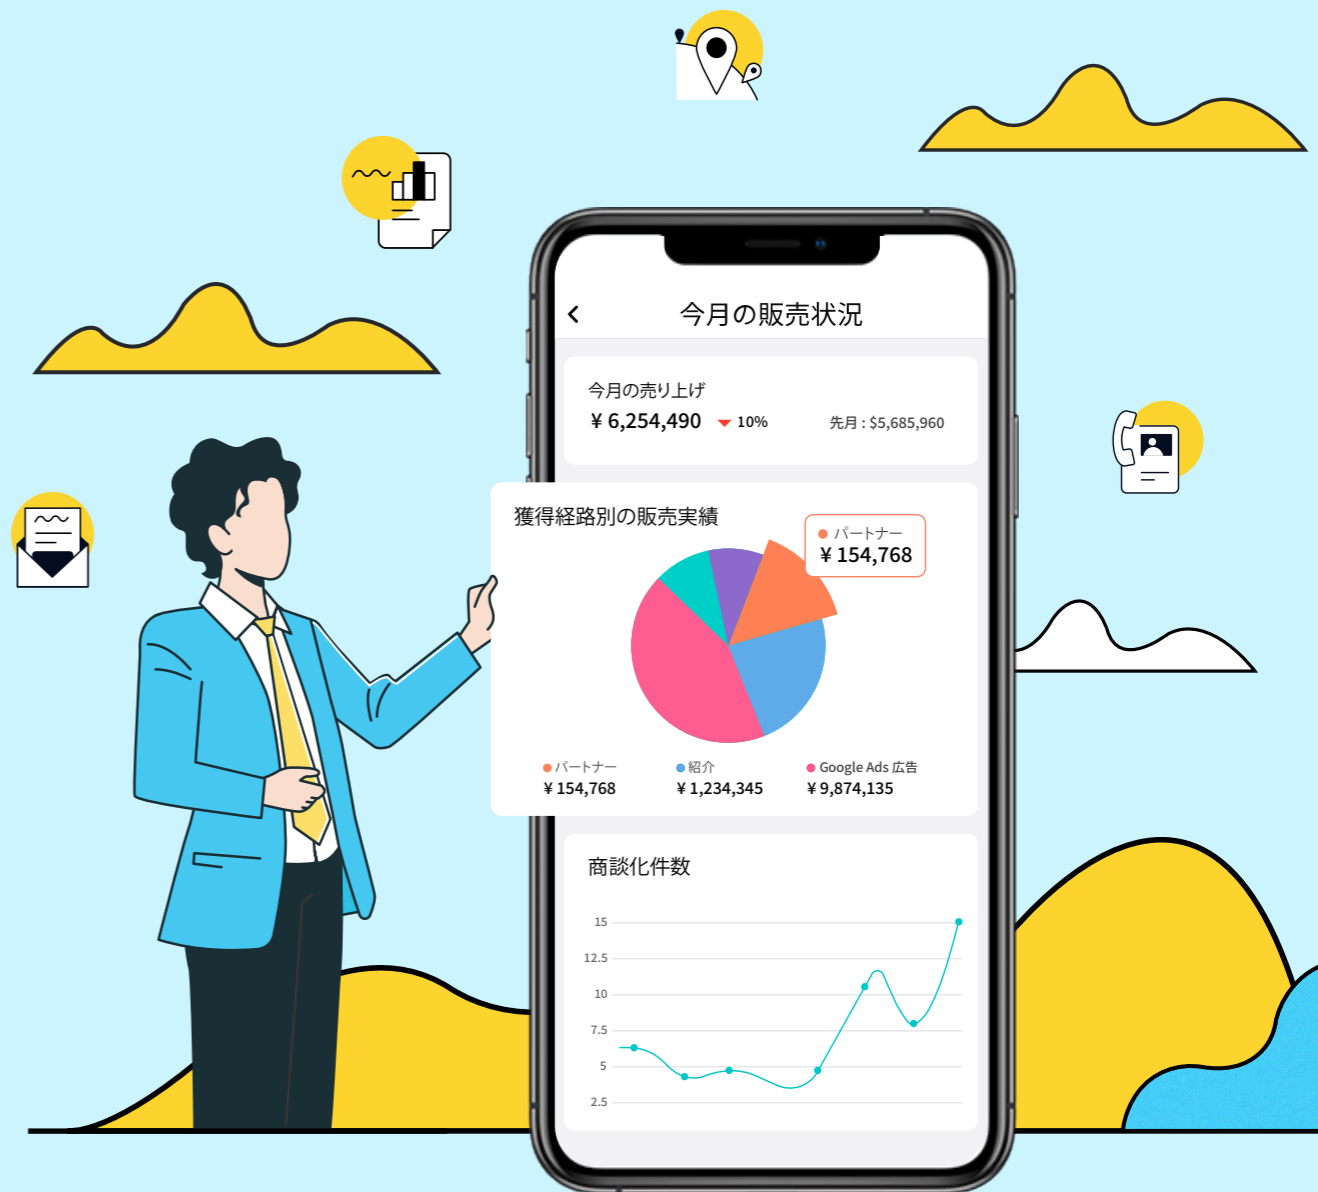 今月の販売状況
今月の売り上げ
¥ 6,254,490 10% 先月 : $5,685,960
獲得経路別の販売実績
パートナー
¥ 154,768
パートナー 紹介 Google Ads 広告
¥ 154,768 ¥ 1,234,345 ¥ 9,874,135
商談化件数
15
12.5
10
7.5
5
2.5